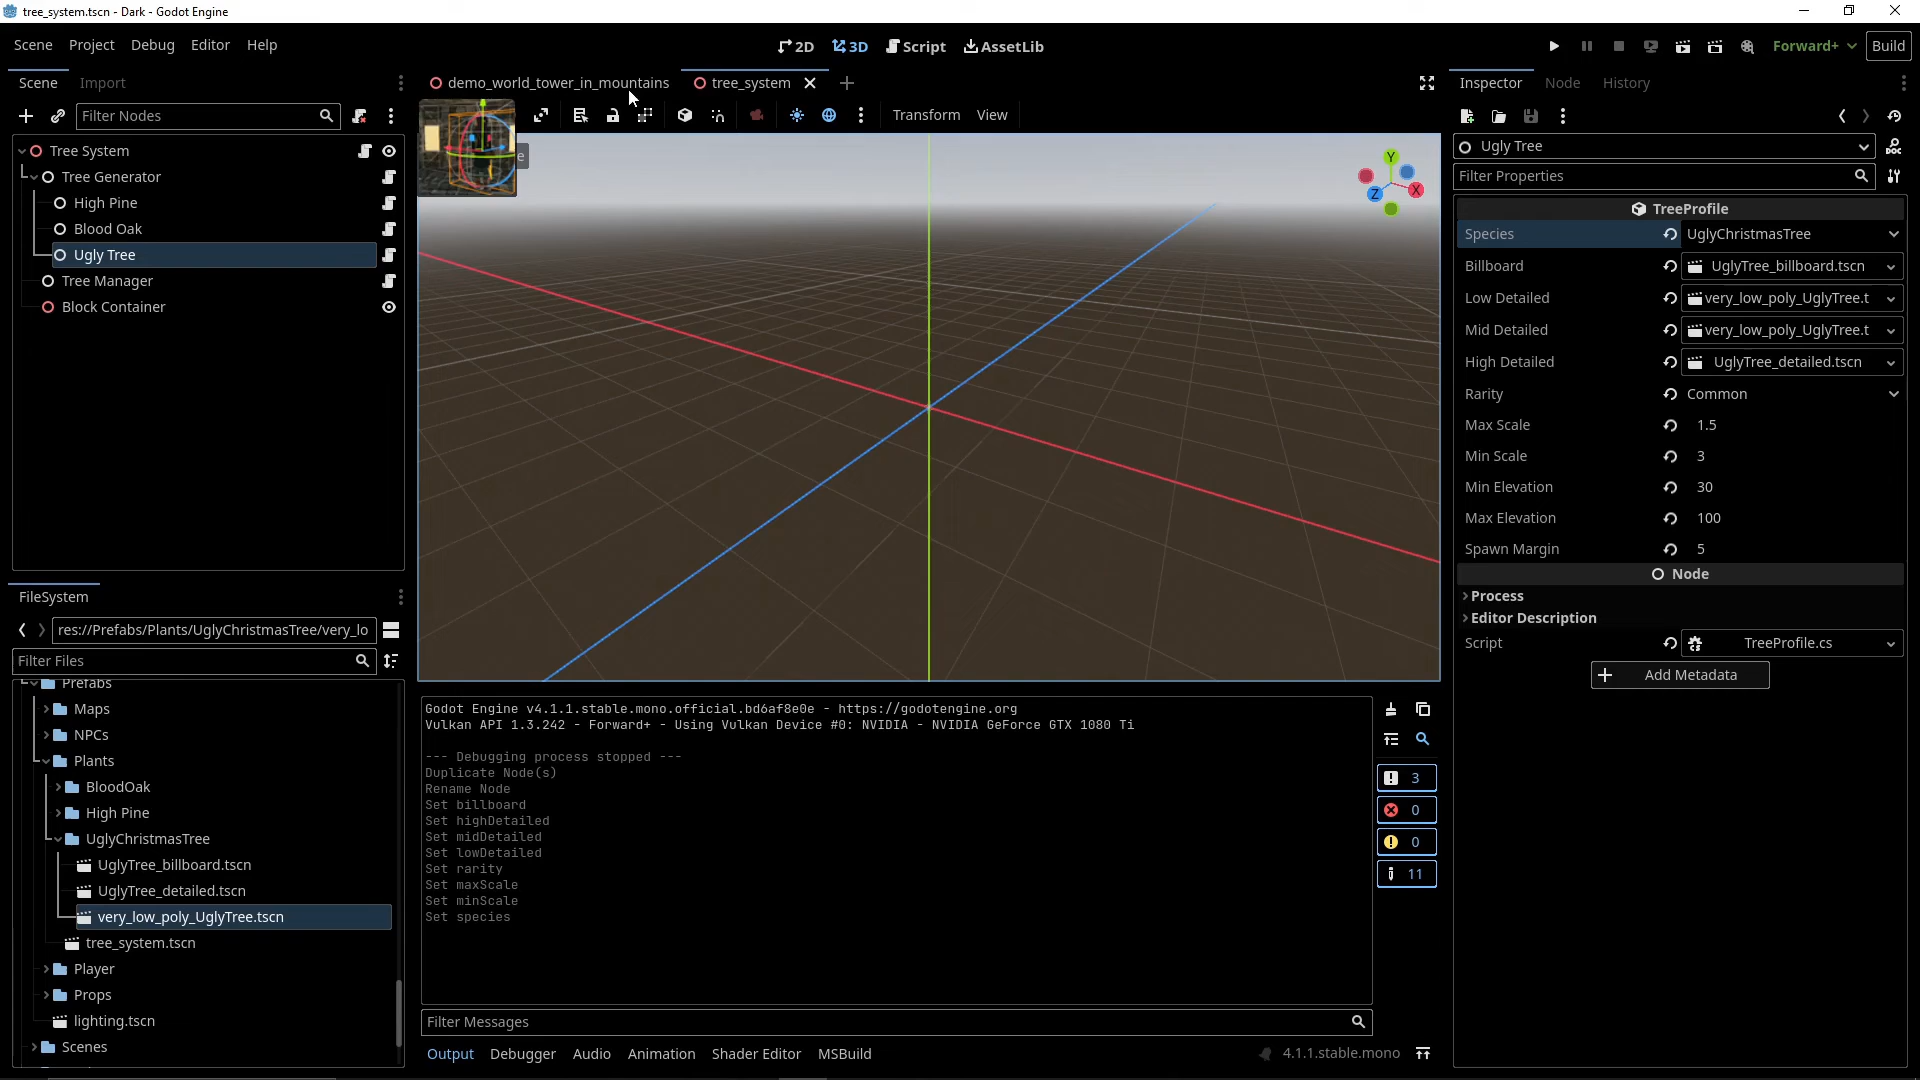 tree_system.tscn - Dark - Godot Engine
Scene Project Debug Editor Help
2D 3D Script AssetLib
Forward+ Build
Scene Import
demo_world_tower_in_mountains tree_system
Inspector Node History
Filter Nodes
Transform View
Tree System
Tree Generator
High Pine
Blood Oak
Ugly Tree
Tree Manager
Block Container
e
Y
X
Z
FileSystem
res://Prefabs/Plants/UglyChristmasTree/very_lo
Filter Files
Prefabs
Maps
NPCs
Plants
BloodOak
High Pine
UglyChristmasTree
UglyTree_billboard.tscn
UglyTree_detailed.tscn
very_low_poly_UglyTree.tscn
tree_system.tscn
Player
Props
lighting.tscn
Scenes
Godot Engine v4.1.1.stable.mono.official.bd6af8e0e - https://godotengine.org
Vulkan API 1.3.242 - Forward+ - Using Vulkan Device #0: NVIDIA - NVIDIA GeForce GTX 1080 Ti
--- Debugging process stopped ---
Duplicate Node(s)
Rename Node
Set billboard
Set highDetailed
Set midDetailed
Set lowDetailed
Set rarity
Set maxScale
Set minScale
Set species
3
0
0
11
Filter Messages
Output Debugger Audio Animation Shader Editor MSBuild
4.1.1.stable.mono
Ugly Tree
Filter Properties
TreeProfile
Species UglyChristmasTree
Billboard UglyTree_billboard.tscn
Low Detailed very_low_poly_UglyTree.t
Mid Detailed very_low_poly_UglyTree.t
High Detailed UglyTree_detailed.tscn
Rarity Common
Max Scale 1.5
Min Scale 3
Min Elevation 30
Max Elevation 100
Spawn Margin 5
Node
Process
Editor Description
Script TreeProfile.cs
Add Metadata